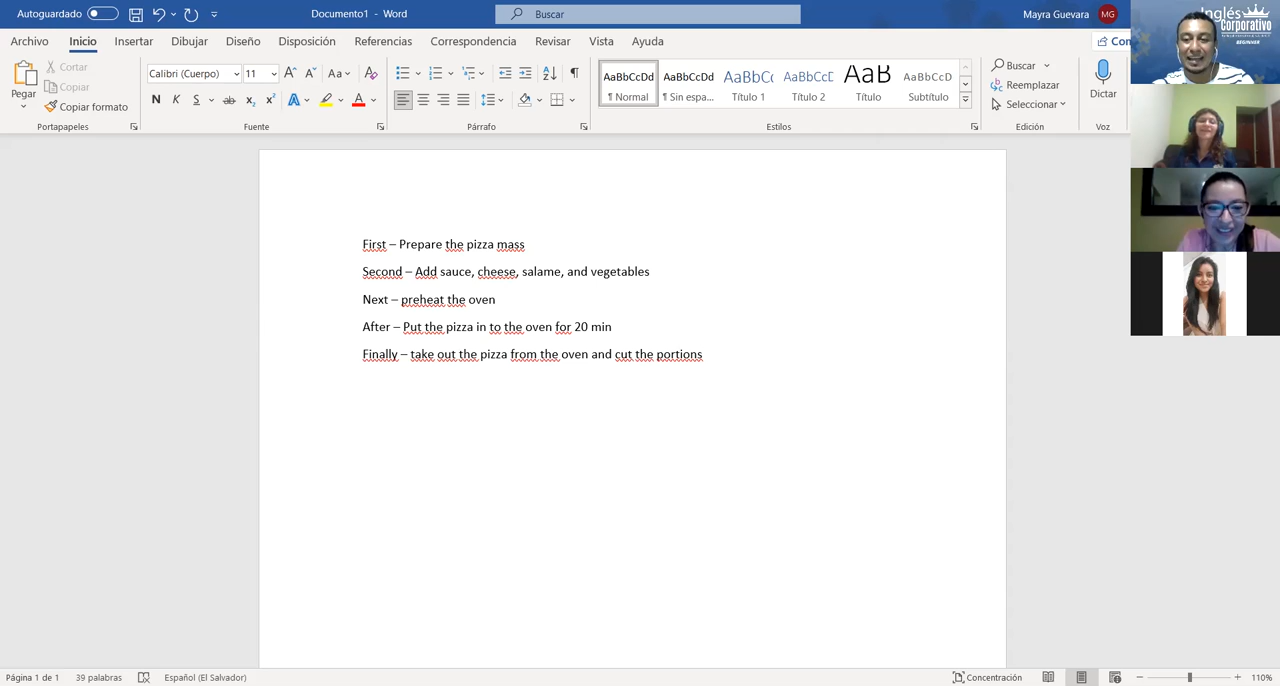 Autoguardado
Documento1 - Word
Buscar
Mayra Guevara
MG
Inglés
Corporativo
BEGINNER
Archivo
Inicio
Insertar
Dibujar
Diseño
Disposición
Referencias
Correspondencia
Revisar
Vista
Ayuda
Pegar
Cortar
Copiar
Copiar formato
Portapapeles
Calibri (Cuerpo)
11
Fuente
Párrafo
AaBbCcDd
¶ Normal
AaBbCcDd
¶ Sin espa...
Título 1
AaBbCcE
Título 2
AaB
Título
AaBbCcD
Subtítulo
Estilos
Buscar
Reemplazar
Seleccionar
Edición
Dictar
Voz
First – Prepare the pizza mass
Second – Add sauce, cheese, salame, and vegetables
Next – preheat the oven
After – Put the pizza in to the oven for 20 min
Finally – take out the pizza from the oven and cut the portions
Página 1 de 1
39 palabras
Español (El Salvador)
Concentración
110%